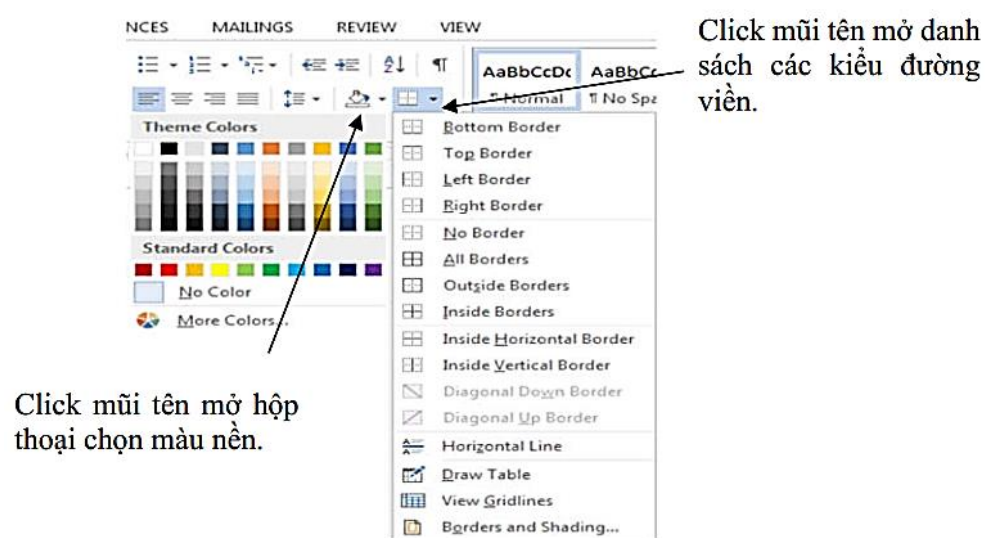 NCES MAILINGS REVIEW VIEW
Click mũi tên mở danh
sách các kiểu đường
viền.
AaBbCcDc AaBbCc
¶ Normal ¶ No Spa
Theme Colors
Standard Colors
No Color
More Colors...
Bottom Border
Top Border
Left Border
Right Border
No Border
All Borders
Outside Borders
Inside Borders
Inside Horizontal Border
Inside Vertical Border
Diagonal Down Border
Diagonal Up Border
Horizontal Line
Draw Table
View Gridlines
Borders and Shading...
Click mũi tên mở hộp
thoại chọn màu nền.